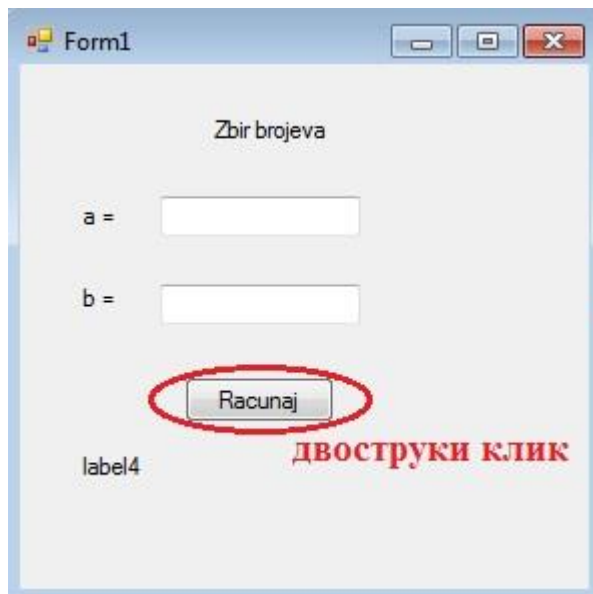 Form1
Zbir brojeva
a =
b =
Racunaj
двоструки клик
label4